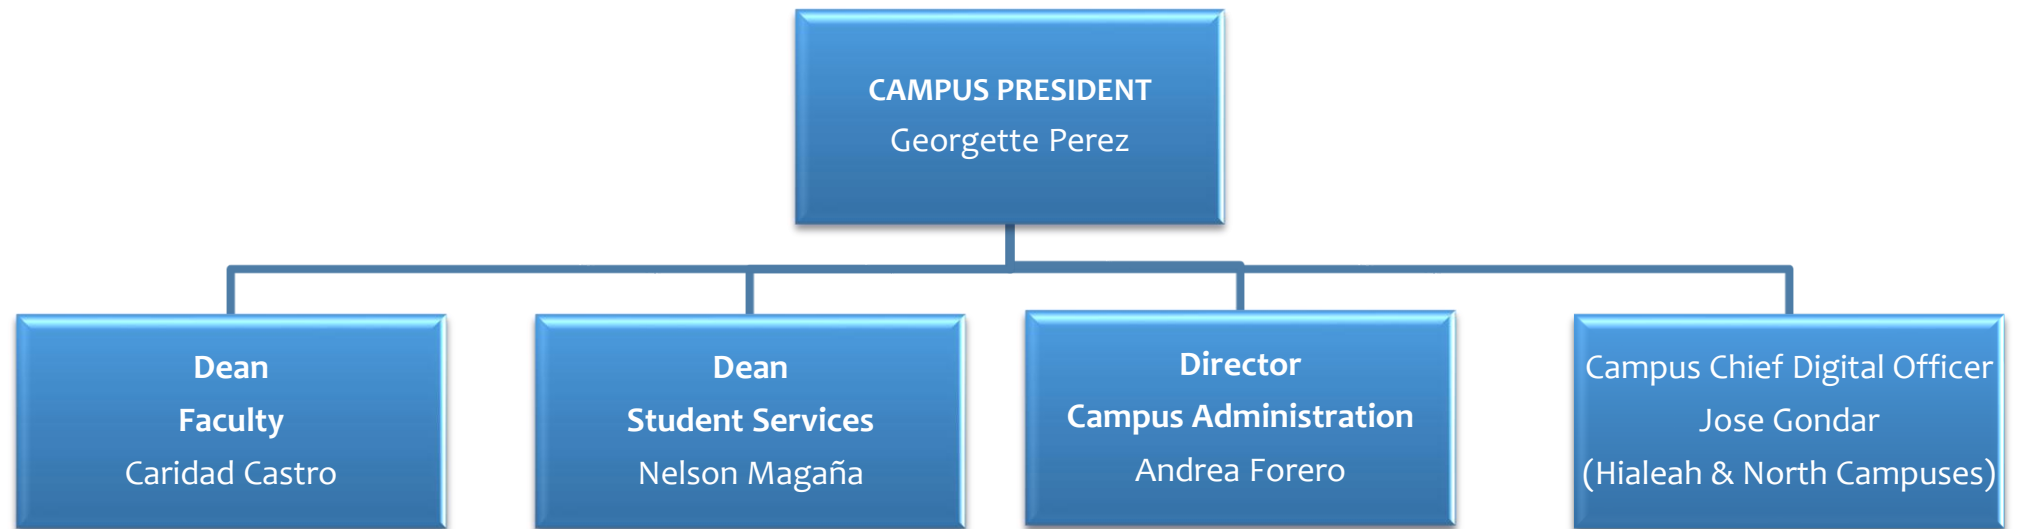 CAMPUS PRESIDENT
Georgette Perez
Dean
Faculty
Caridad Castro
Dean
Student Services
Nelson Magaña
Director
Campus Administration
Andrea Forero
Campus Chief Digital Officer
Jose Gondar
(Hialeah & North Campuses)